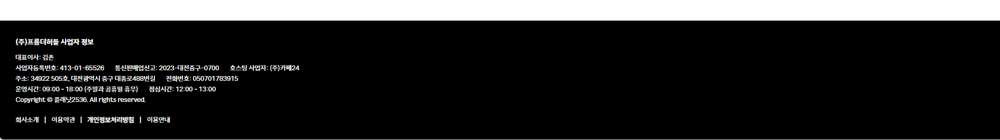 (주)프롬더허들 사업자 정보
대표이사: 김존
사업자등록번호: 413-01-65526 통신판매업신고: 2023-대전중구-0700 호스팅 사업자: (주)카페24
주소: 34922 505호, 대전광역시 중구 대종로488번길 전화번호: 050701783915
운영시간: 09:00 ~ 18:00 (주말과 공휴일 휴무) 점심시간: 12:00 ~ 13:00
Copyright © 플래닛2536. All rights reserved.
회사소개 | 이용약관 | 개인정보처리방침 | 이용안내